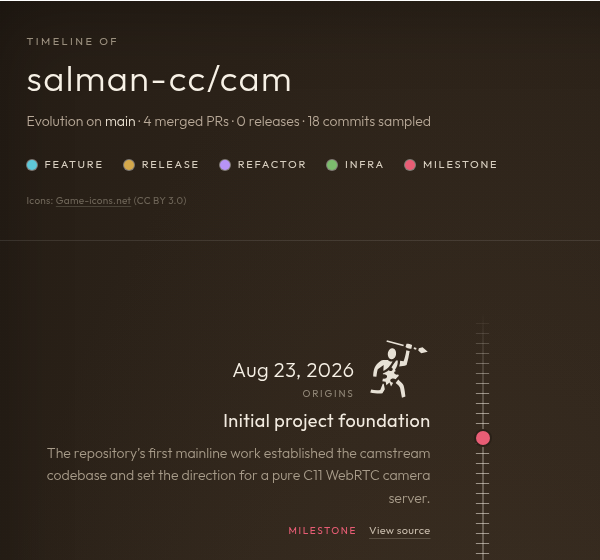 TIMELINE OF
salman-cc/cam
Evolution on main · 4 merged PRs · 0 releases · 18 commits sampled
FEATURE RELEASE REFACTOR INFRA MILESTONE
Icons: Game-icons.net (CC BY 3.0)
Aug 23, 2026
ORIGINS
Initial project foundation
The repository's first mainline work established the camstream
codebase and set the direction for a pure C11 WebRTC camera
server.
MILESTONE View source